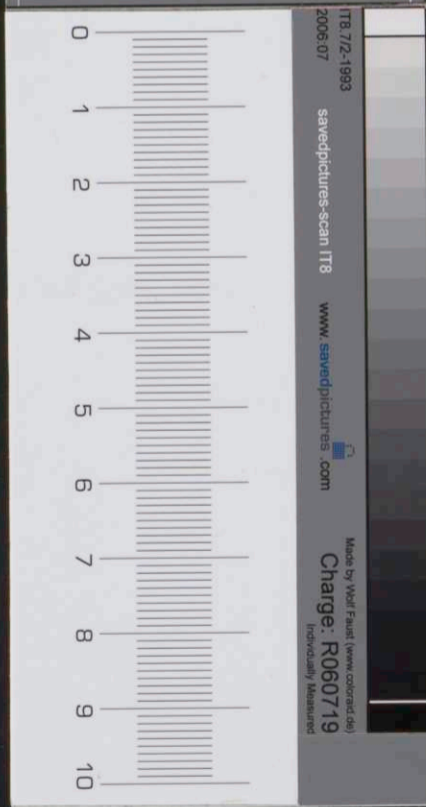 IT8.7/2-1993
2006:07
savedpictures-scan IT8
www.savedpictures.com
Made by Wolf Faust (www.coloraid.de)
Charge: R060719
Individually Measured
0
1
2
3
4
5
6
7
8
9
10